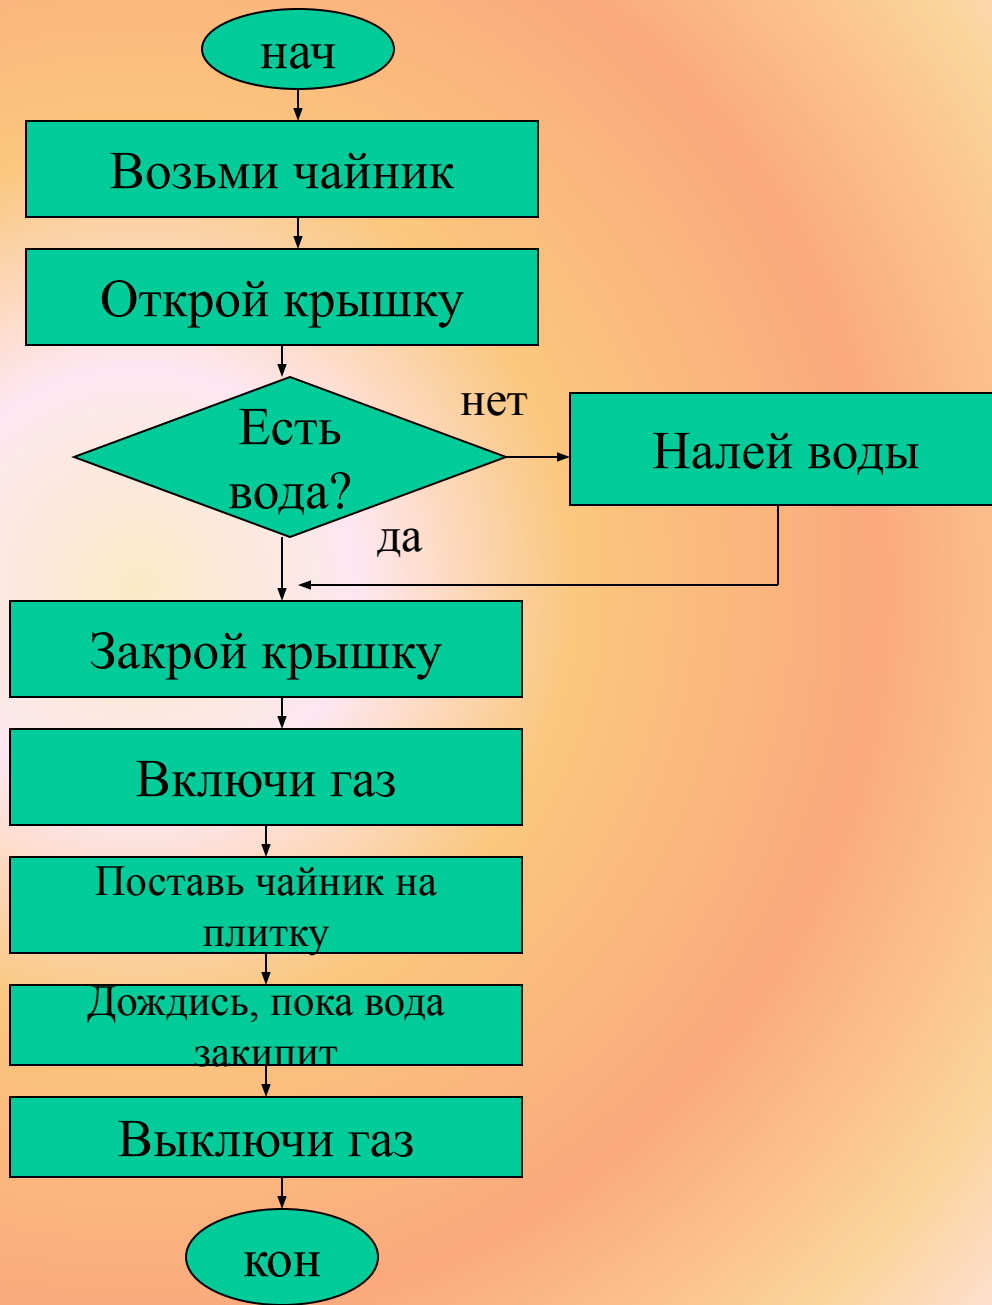 нач
Возьми чайник
Открой крышку
Есть
вода?
нет
Налей воды
да
Закрой крышку
Включи газ
Поставь чайник на
плитку
Дождись, пока вода
закипит
Выключи газ
кон